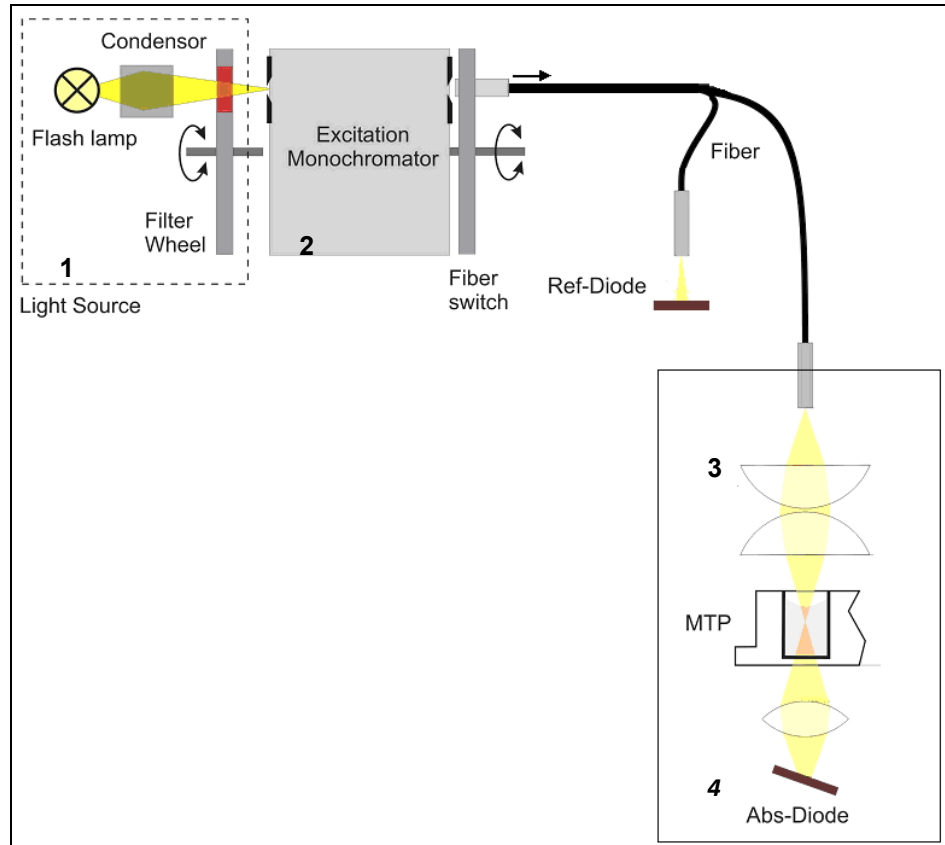 Condensor
Flash lamp
Filter
Wheel
1
Light Source
Excitation
Monochromator
2
Fiber
switch
Fiber
Ref-Diode
3
MTP
4
Abs-Diode